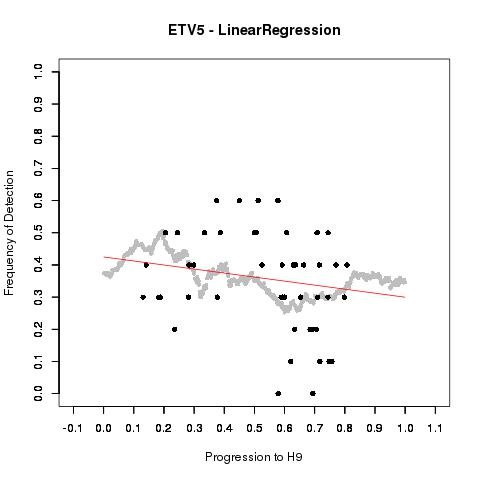 ETV5 - LinearRegression
Frequency of Detection
1.0
0.9
0.8
0.7
0.6
0.5
0.4
0.3
0.2
0.1
0.0
-0.1 0.0 0.1 0.2 0.3 0.4 0.5 0.6 0.7 0.8 0.9 1.0 1.1
Progression to H9